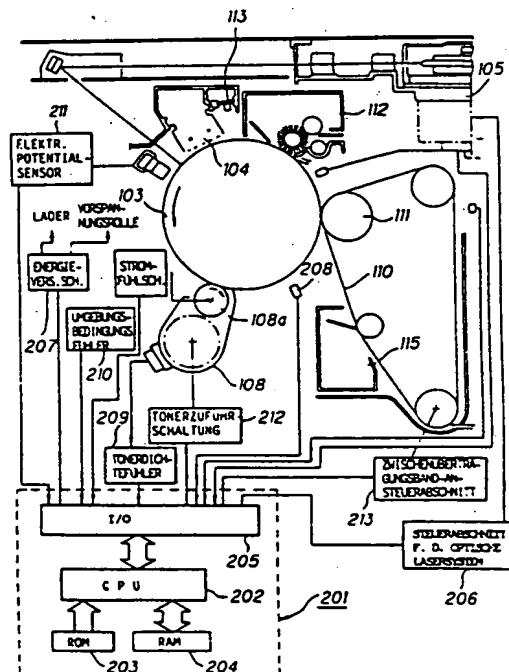 113
105
211
ELEKTR.
POTENTIAL-
SENSOR
112
104
103
LADER
VORSPAN-
NUNGSROLLE
111
STROM-
FÜHLSCH.
208
ENERGIE-
VERS.SCH.
110
207
108a
UMGEBUNGS-
BEDINGUNGS-
FÜHLER
210
115
108
TONERZUFUHR-
SCHALTUNG
212
209
TONERDICH-
TEFÜHLER
ZWISCHENÜBERTRA-
GUNGSBAND-AN-
STEUERABSCHNITT
213
I/O
205
STEUERABSCHNITT
F. D. OPTISCHE
LASERSYSTEM
206
CPU
202
201
ROM
RAM
203
204